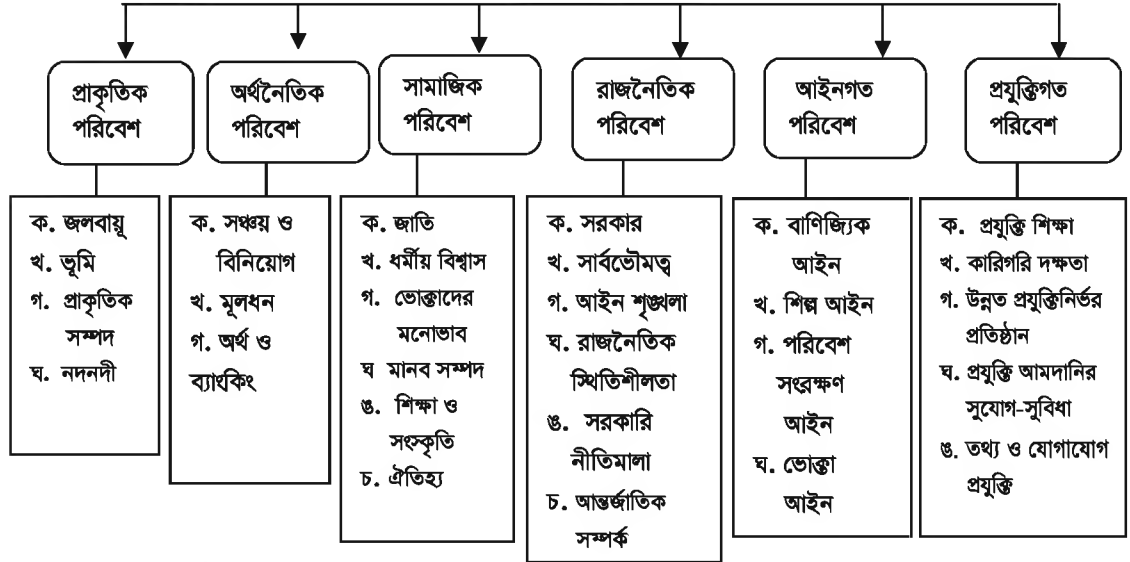 প্রাকৃতিক
পরিবেশ
অর্থনৈতিক
পরিবেশ
সামাজিক
পরিবেশ
রাজনৈতিক
পরিবেশ
আইনগত
পরিবেশ
প্রযুক্তিগত
পরিবেশ
ক. জলবায়ূ
খ. ভূমি
গ. প্রাকৃতিক
সম্পদ
ঘ. নদনদী
ক. সঞ্চয় ও
বিনিয়োগ
খ. মূলধন
গ. অর্থ ও
ব্যাংকিং
ক. জাতি
খ. ধর্মীয় বিশ্বাস
গ. ভোক্তাদের
মনোভাব
ঘ মানব সম্পদ
ঙ. শিক্ষা ও
সংস্কৃতি
চ. ঐতিহ্য
ক. সরকার
খ. সার্বভৌমত্ব
গ. আইন শৃঙ্খলা
ঘ. রাজনৈতিক
স্থিতিশীলতা
ঙ. সরকারি
নীতিমালা
চ. আন্তর্জাতিক
সম্পর্ক
ক. বাণিজ্যিক
আইন
খ. শিল্প আইন
গ. পরিবেশ
সংরক্ষণ
আইন
ঘ. ভোক্তা
আইন
ক. প্রযুক্তি শিক্ষা
খ. কারিগরি দক্ষতা
গ. উন্নত প্রযুক্তিনির্ভর
প্রতিষ্ঠান
ঘ. প্রযুক্তি আমদানির
সুযোগ-সুবিধা
ঙ. তথ্য ও যোগাযোগ
প্রযুক্তি